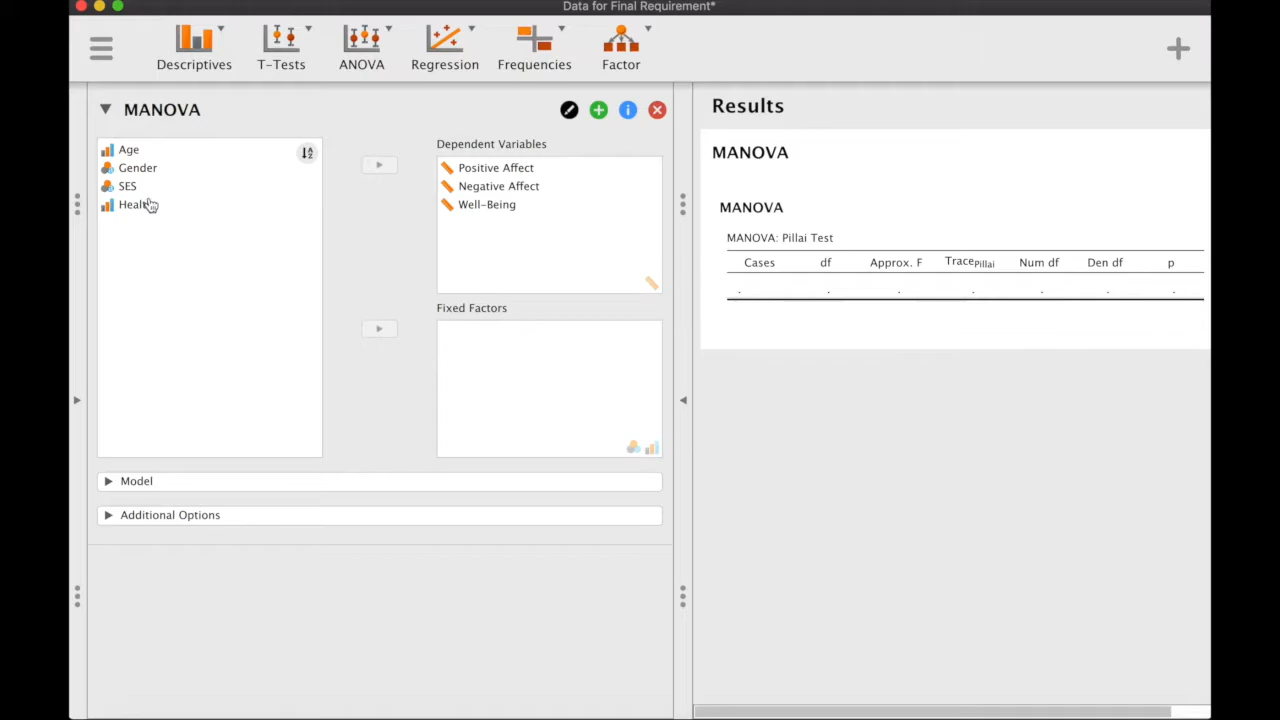 Data for Final Requirement*
Descriptives T-Tests ANOVA Regression Frequencies Factor
MANOVA
Age
Gender
SES
Dependent Variables
Positive Affect
Negative Affect
Well-Being
Fixed Factors
Model
Additional Options
Results
MANOVA
MANOVA
MANOVA: Pillai Test
Cases df Approx. F TracePillai Num df Den df p
. . . . . . .